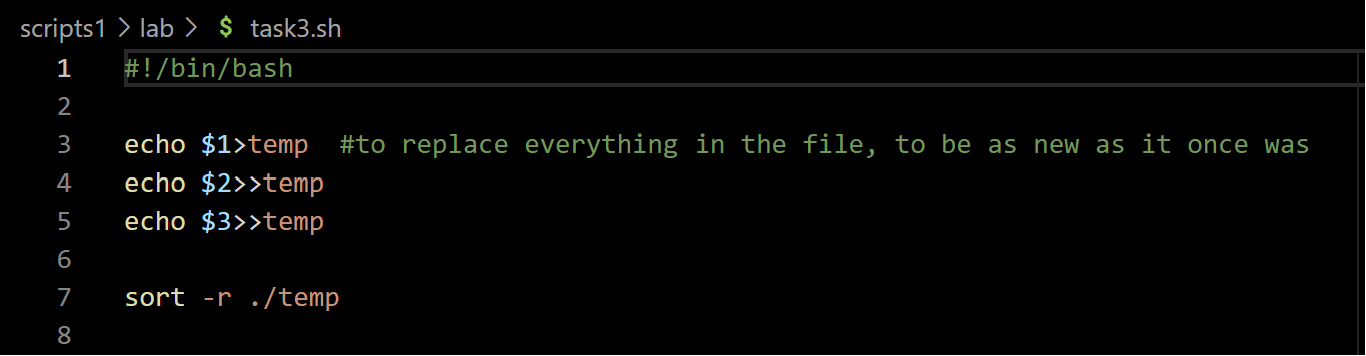 scripts1 > lab > $ task3.sh
1 #!/bin/bash
2
3 echo $1>temp  #to replace everything in the file, to be as new as it once was
4 echo $2>>temp
5 echo $3>>temp
6
7 sort -r ./temp
8